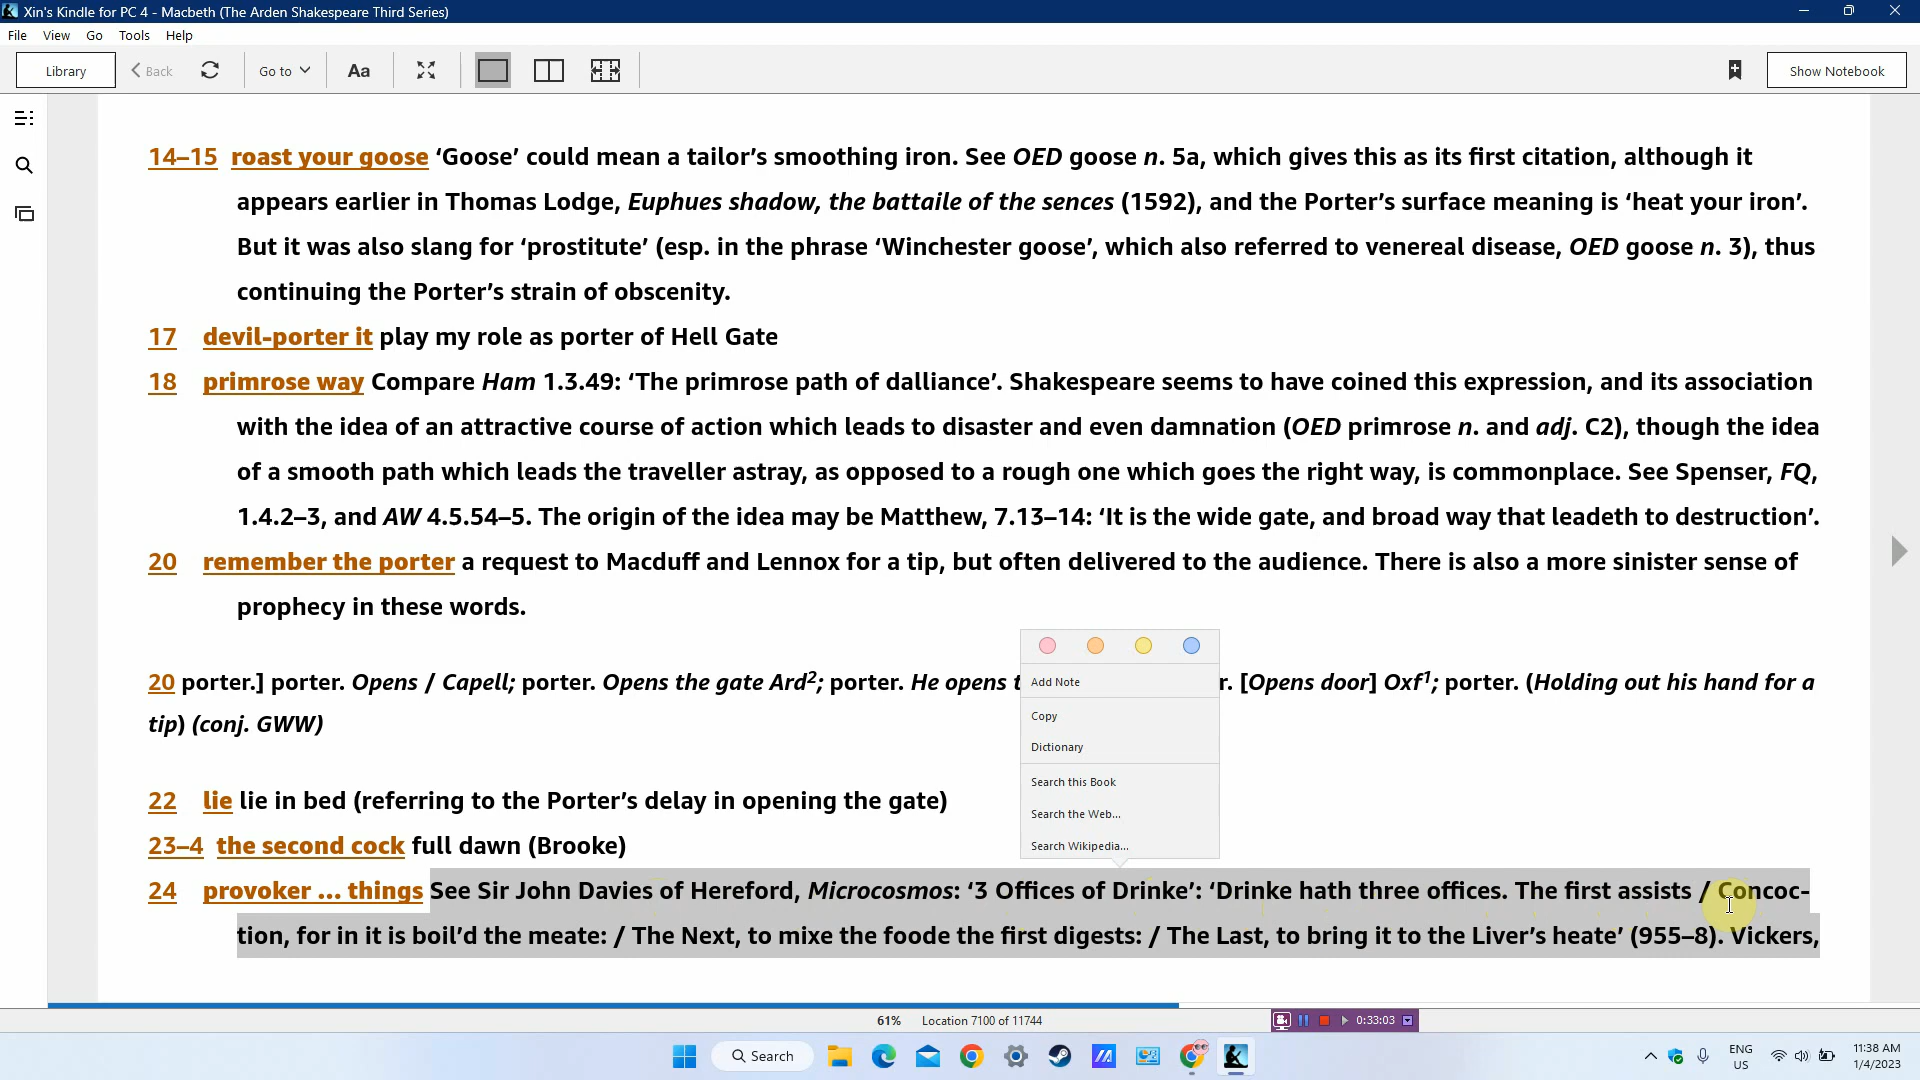 Xin's Kindle for PC 4 - Macbeth (The Arden Shakespeare Third Series)
File View Go Tools Help
Library Back Go to Aa Show Notebook
14–15 roast your goose ‘Goose’ could mean a tailor’s smoothing iron. See OED goose n. 5a, which gives this as its first citation, although it
appears earlier in Thomas Lodge, Euphues shadow, the battaile of the sences (1592), and the Porter’s surface meaning is ‘heat your iron’.
But it was also slang for ‘prostitute’ (esp. in the phrase ‘Winchester goose’, which also referred to venereal disease, OED goose n. 3), thus
continuing the Porter’s strain of obscenity.
17 devil-porter it play my role as porter of Hell Gate
18 primrose way Compare Ham 1.3.49: ‘The primrose path of dalliance’. Shakespeare seems to have coined this expression, and its association
with the idea of an attractive course of action which leads to disaster and even damnation (OED primrose n. and adj. C2), though the idea
of a smooth path which leads the traveller astray, as opposed to a rough one which goes the right way, is commonplace. See Spenser, FQ,
1.4.2–3, and AW 4.5.54–5. The origin of the idea may be Matthew, 7.13–14: ‘It is the wide gate, and broad way that leadeth to destruction’.
20 remember the porter a request to Macduff and Lennox for a tip, but often delivered to the audience. There is also a more sinister sense of
prophecy in these words.
20 porter.] porter. Opens / Capell; porter. Opens the gate Ard2; porter. He opens t r. [Opens door] Oxf1; porter. (Holding out his hand for a
tip) (conj. GWW)
Add Note
Copy
Dictionary
Search this Book
Search the Web...
Search Wikipedia...
22 lie lie in bed (referring to the Porter’s delay in opening the gate)
23–4 the second cock full dawn (Brooke)
24 provoker ... things See Sir John Davies of Hereford, Microcosmos: ‘3 Offices of Drinke’: ‘Drinke hath three offices. The first assists / Concoc-
tion, for in it is boil’d the meate: / The Next, to mixe the foode the first digests: / The Last, to bring it to the Liver’s heate’ (955–8). Vickers,
61% Location 7100 of 11744 0:33:03
Search ENG US 11:38 AM 1/4/2023